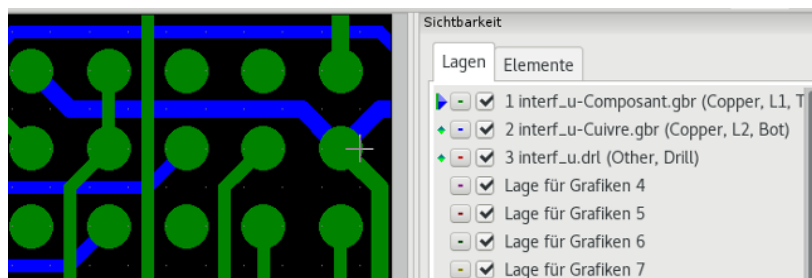 Sichtbarkeit
Lagen Elemente
1 interf_u-Composant.gbr (Copper, L1, T
2 interf_u-Cuivre.gbr (Copper, L2, Bot)
3 interf_u.drl (Other, Drill)
Lage für Grafiken 4
Lage für Grafiken 5
Lage für Grafiken 6
Lage für Grafiken 7